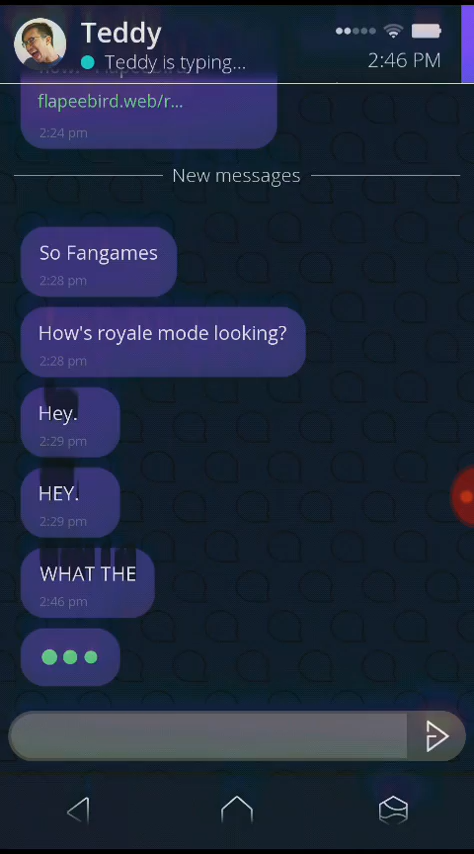 Teddy
Teddy is typing...
2:46 PM
flapeebird.web/r...
2:24 pm
New messages
So Fangames
2:28 pm
How's royale mode looking?
2:28 pm
Hey.
2:29 pm
HEY.
2:29 pm
WHAT THE
2:46 pm